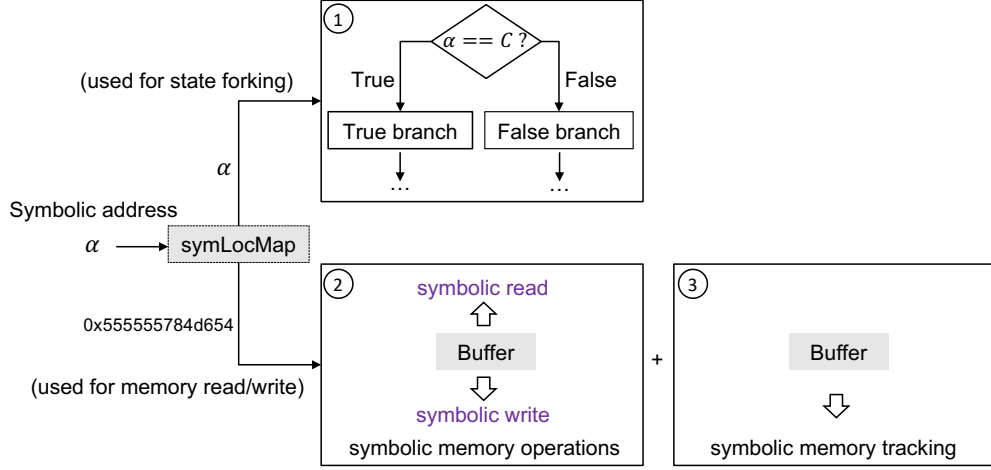 ①
α == C ?
True
False
True branch
False branch
...
...
(used for state forking)
α
Symbolic address
α
symLocMap
0x555555784d654
(used for memory read/write)
②
symbolic read
Buffer
symbolic write
symbolic memory operations
+
③
Buffer
symbolic memory tracking